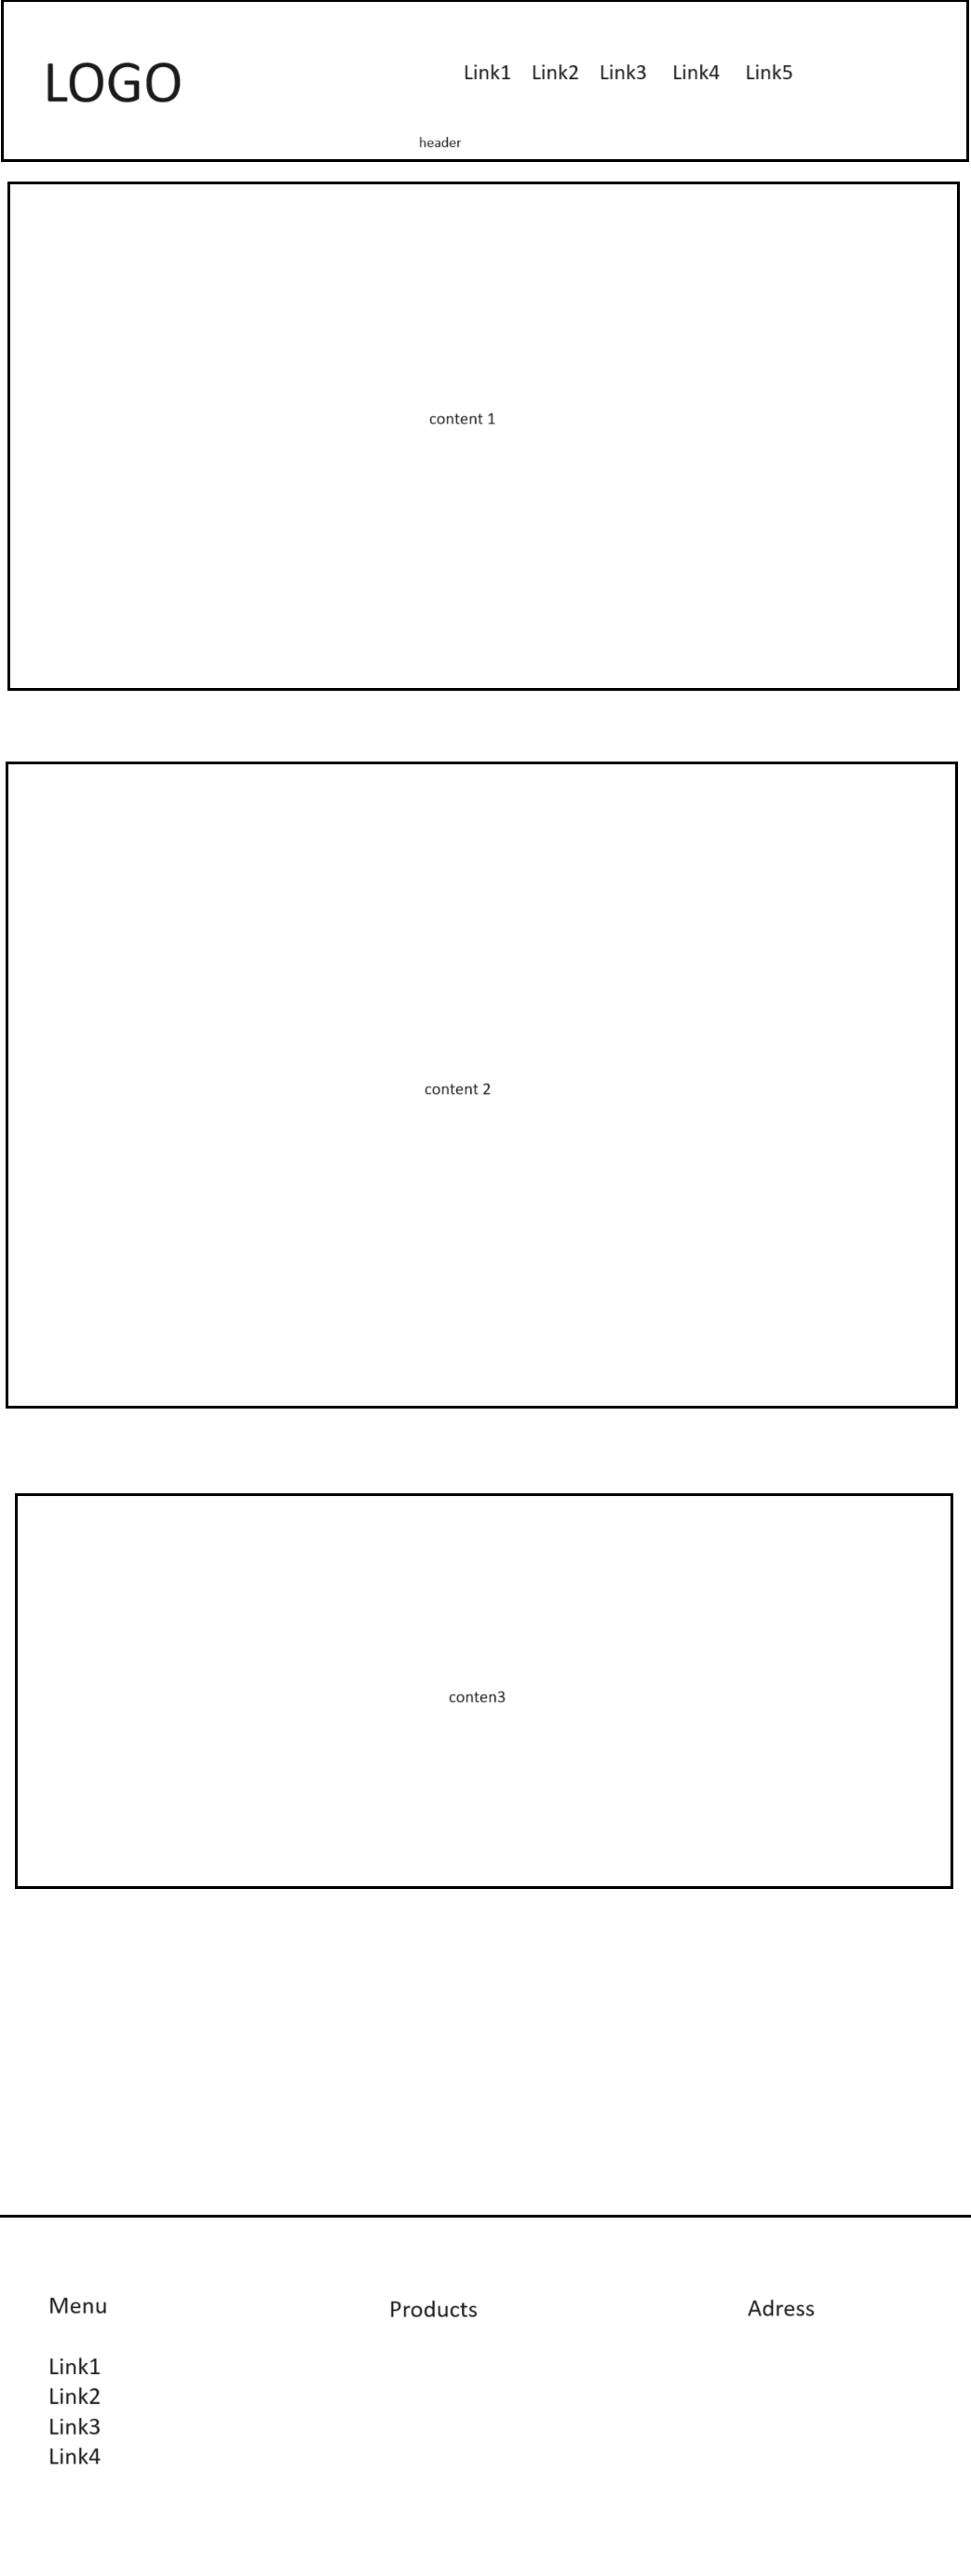 LOGO
Link1 Link2 Link3 Link4 Link5
header
content 1
content 2
conten3
Menu
Products
Adress
Link1
Link2
Link3
Link4